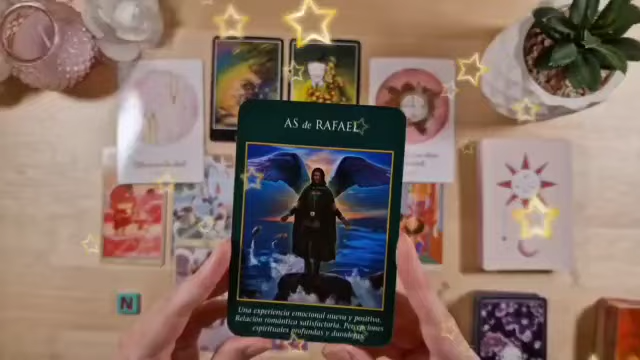 AS de RAFAEL
Una experiencia emocional nueva y positiva.
Relación romántica satisfactoria. Percepciones
espirituales profundas y duraderas.
N